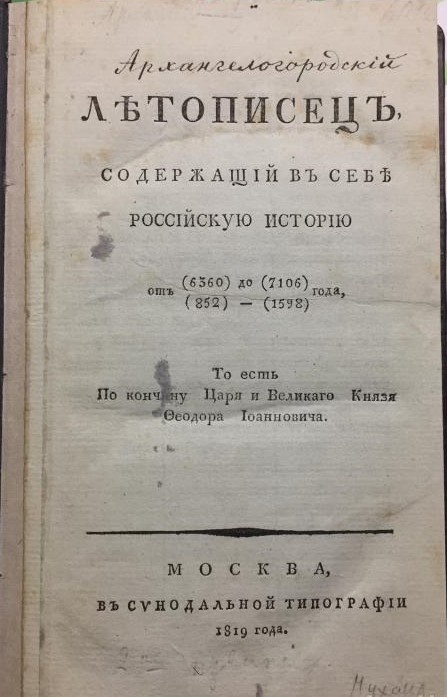 Архангелогородскій
ЛѢТОПИСЕЦЪ,
СОДЕРЖАЩІЙ ВЪ СЕБѢ
РОССІЙСКУЮ ИСТОРІЮ
отъ (6360) до (7106) года,
(852) — (1598)
То есть
По кончину Царя и Великаго Князя
Ѳеодора Іоанновича.
МОСКВА,
ВЪ СѴНОДАЛЬНОЙ ТИПОГРАФІИ
1819 года.